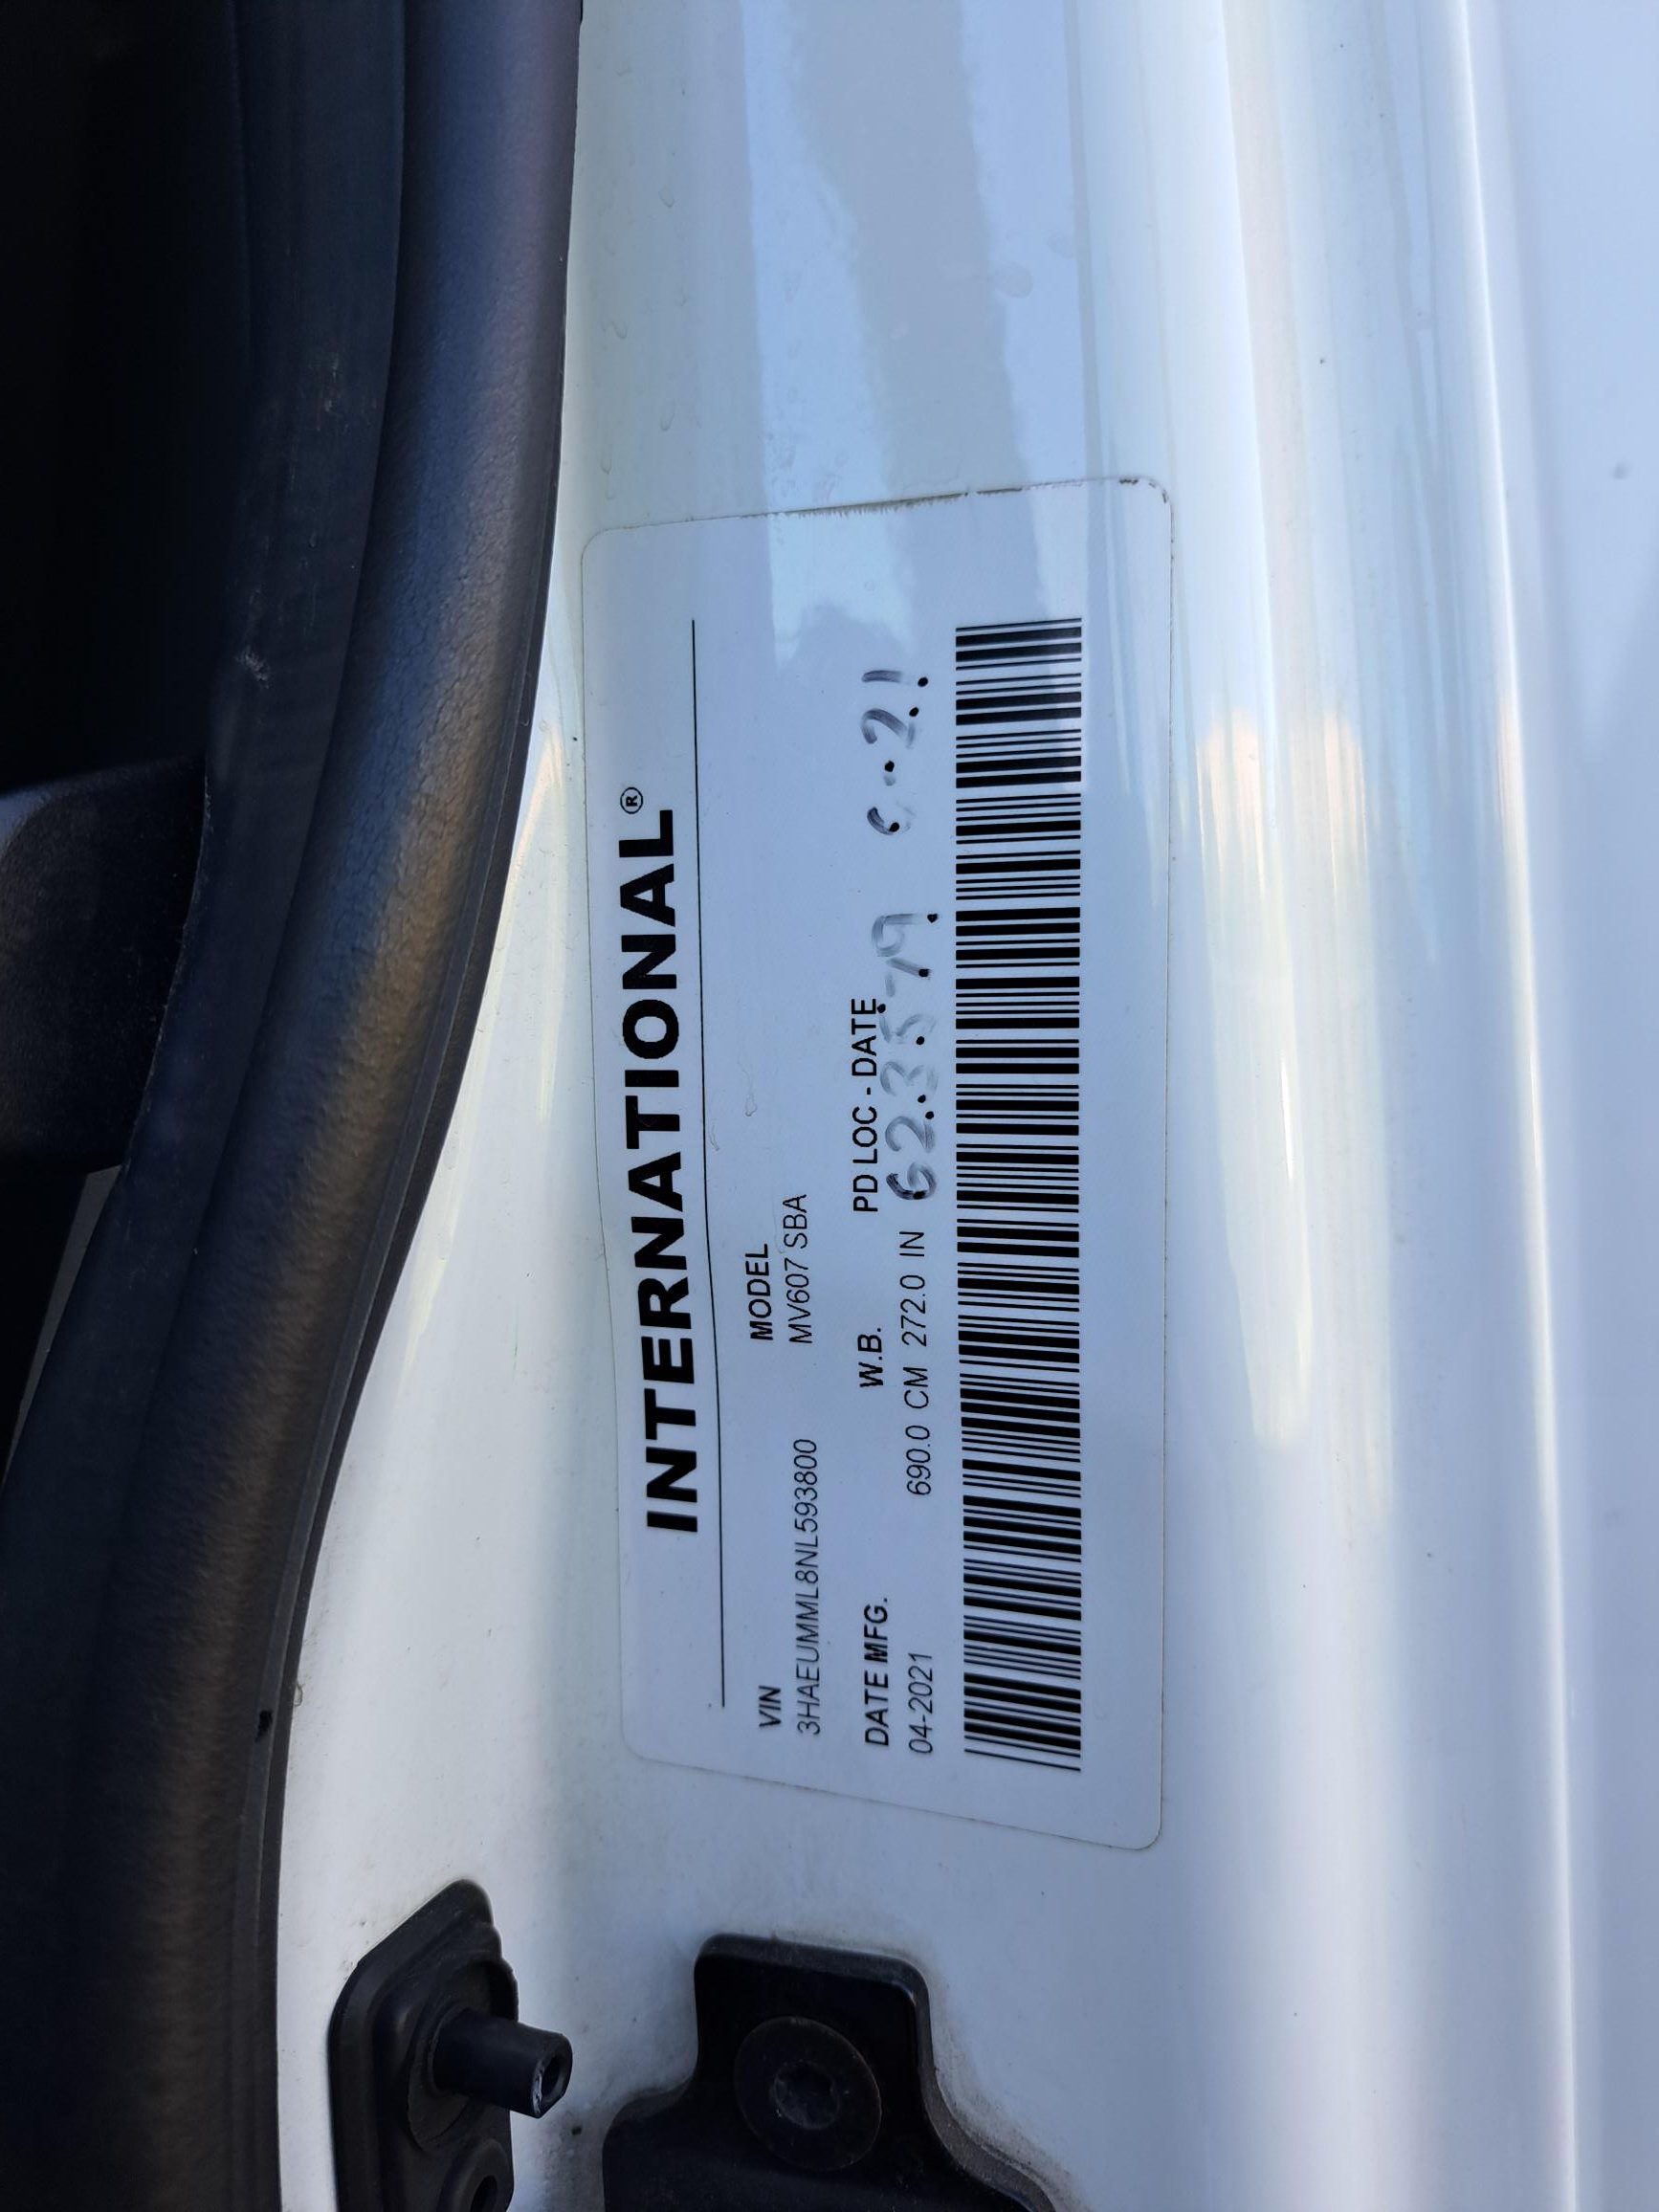 INTERNATIONAL®
VIN MODEL
3HAEUMML8NL593800 MV607 SBA
DATE MFG. W.B. PD LOC - DATE
04-2021 690.0 CM 272.0 IN